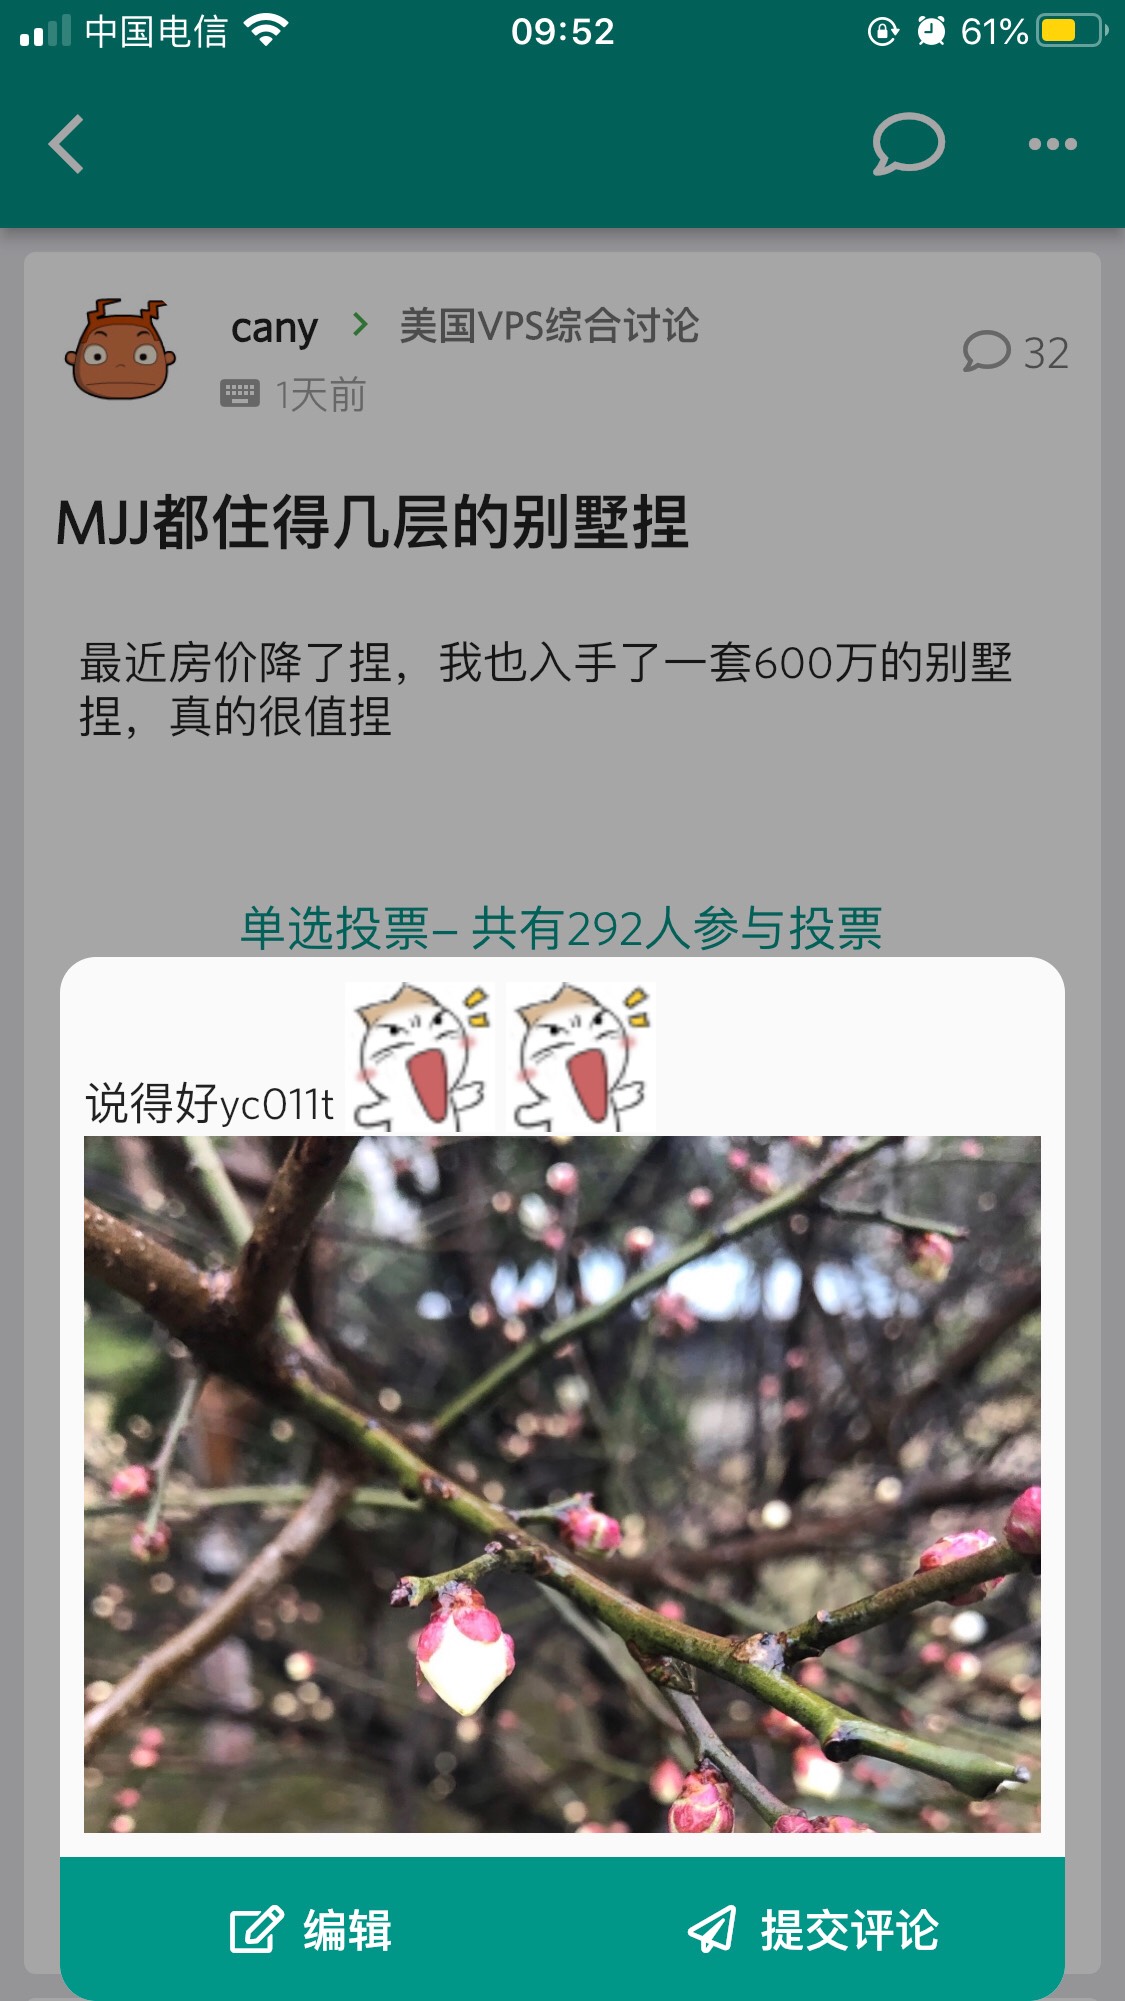 中国电信
09:52
61%
cany
美国VPS综合讨论
32
1天前
MJJ都住得几层的别墅捏
最近房价降了捏，我也入手了一套600万的别墅
捏，真的很值捏
单选投票– 共有292人参与投票
说得好yc011t
编辑
提交评论